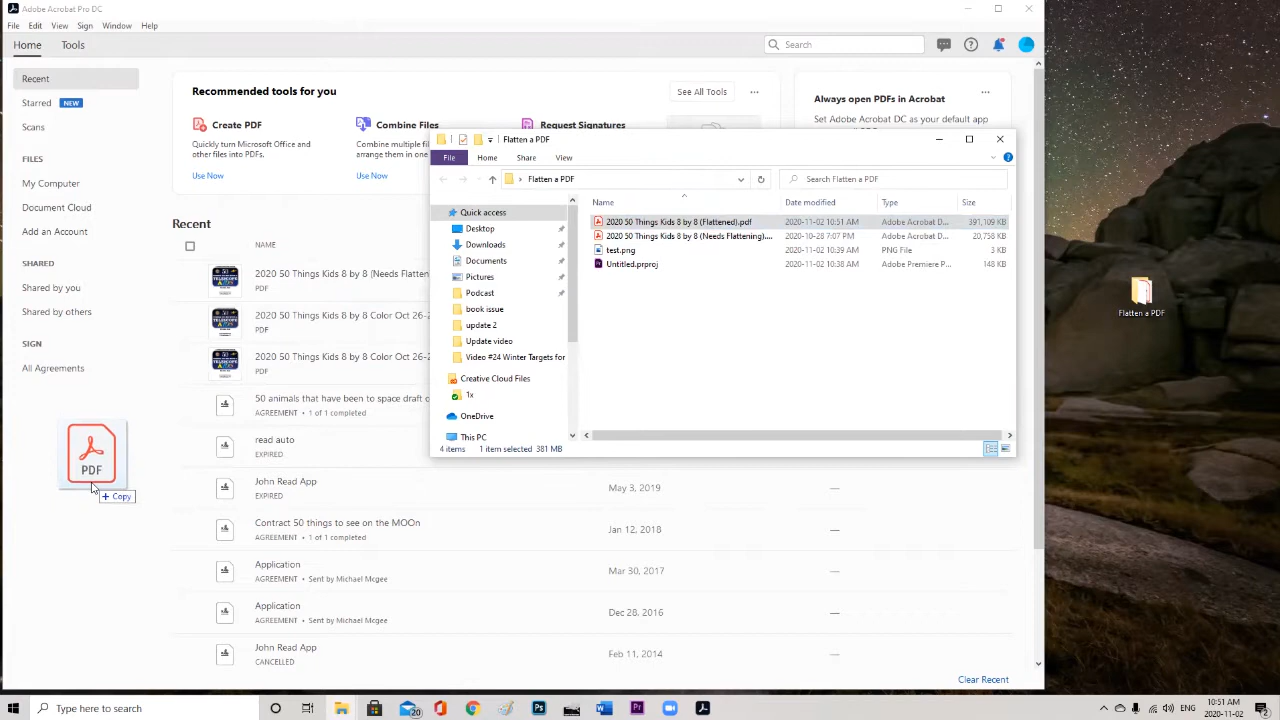 Adobe Acrobat Pro DC
File Edit View Sign Window Help
Home Tools
Search
Recent
Starred NEW
Scans
FILES
My Computer
Document Cloud
Add an Account
SHARED
Shared by you
Shared by others
SIGN
All Agreements
PDF
+ Copy
Recommended tools for you
See All Tools
Create PDF
Quickly turn Microsoft Office and other files into PDFs.
Use Now
Combine Files
Combine multiple fil
arrange them in one
Use Now
Request Signatures
Always open PDFs in Acrobat
Set Adobe Acrobat DC as your default app
Recent
NAME
2020 50 Things Kids 8 by 8 (Needs Flatten
PDF
2020 50 Things Kids 8 by 8 Color Oct 26-2
PDF
2020 50 Things Kids 8 by 8 Color Oct 26-2
PDF
50 animals that have been to space draft o
AGREEMENT • 1 of 1 completed
read auto
EXPIRED
John Read App
EXPIRED
May 3, 2019
—
Contract 50 things to see on the MOOn
AGREEMENT • 1 of 1 completed
Jan 12, 2018
—
Application
AGREEMENT • Sent by Michael Mcgee
Mar 30, 2017
—
Application
AGREEMENT • Sent by Michael Mcgee
Dec 28, 2016
—
John Read App
CANCELLED
Feb 11, 2014
—
Clear Recent
Flatten a PDF
File Home Share View
Flatten a PDF
Search Flatten a PDF
Quick access
Desktop
Downloads
Documents
Pictures
Podcast
book issue
update 2
Update video
Video #24 Winter Targets for
Creative Cloud Files
1x
OneDrive
This PC
Name Date modified Type Size
2020 50 Things Kids 8 by 8 (Flattened).pdf 2020-11-02 10:51 AM Adobe Acrobat D... 391,109 KB
2020 50 Things Kids 8 by 8 (Needs Flattening).... 2020-10-28 7:07 PM Adobe Acrobat D... 20,758 KB
test.png 2020-11-02 10:39 AM PNG File 3 KB
Untitled.prproj 2020-11-02 10:38 AM Adobe Premiere P... 148 KB
4 items 1 item selected 381 MB
Flatten a PDF
Type here to search
20
Ps
W
Pr
10:51 AM
2020-11-02
2